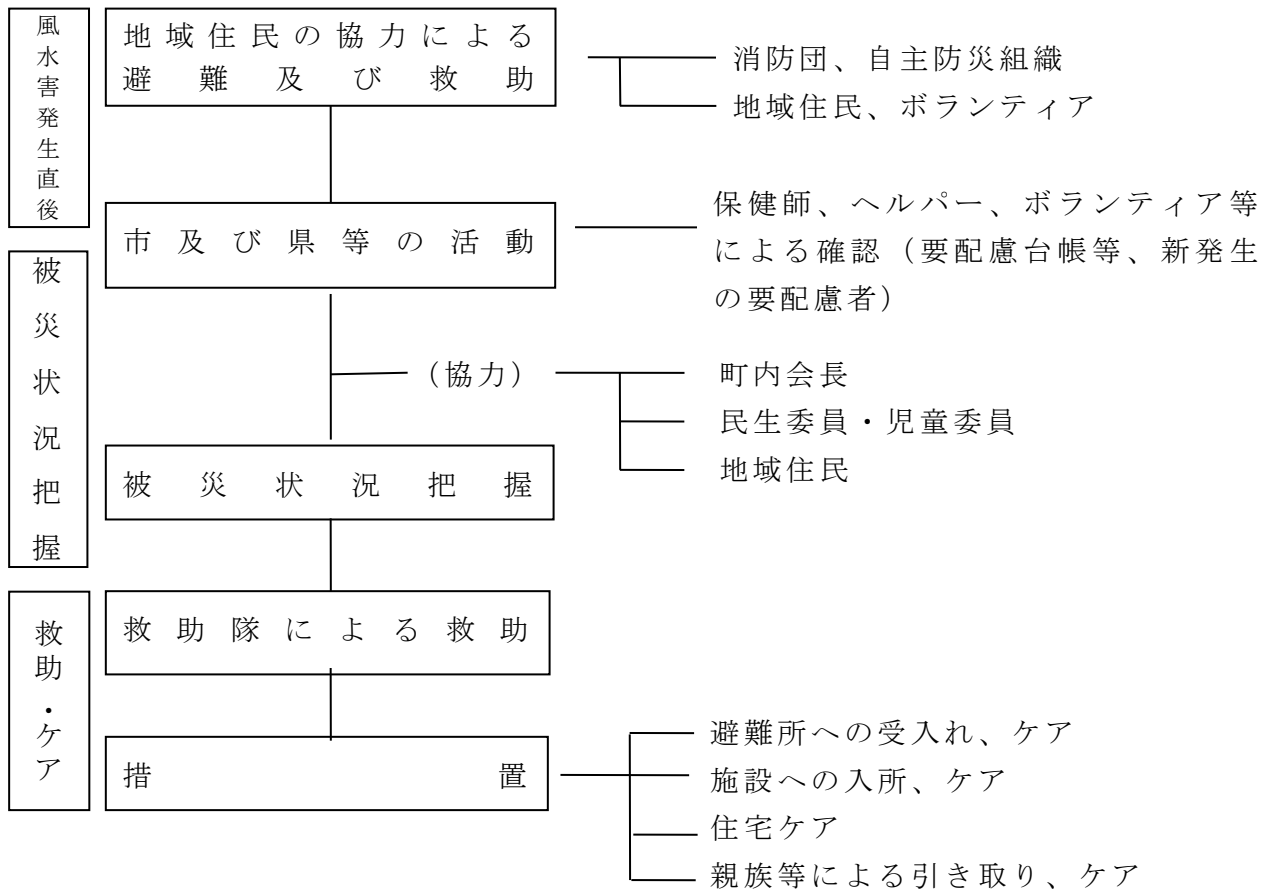 風水害発生直後
地域住民の協力による
避難及び救助
消防団、自主防災組織
地域住民、ボランティア
市及び県等の活動
保健師、ヘルパー、ボランティア等
による確認（要配慮台帳等、新発生
の要配慮者）
被災状況把握
（協力）
町内会長
民生委員・児童委員
地域住民
被災状況把握
救助・ケア
救助隊による救助
措置
避難所への受入れ、ケア
施設への入所、ケア
住宅ケア
親族等による引き取り、ケア